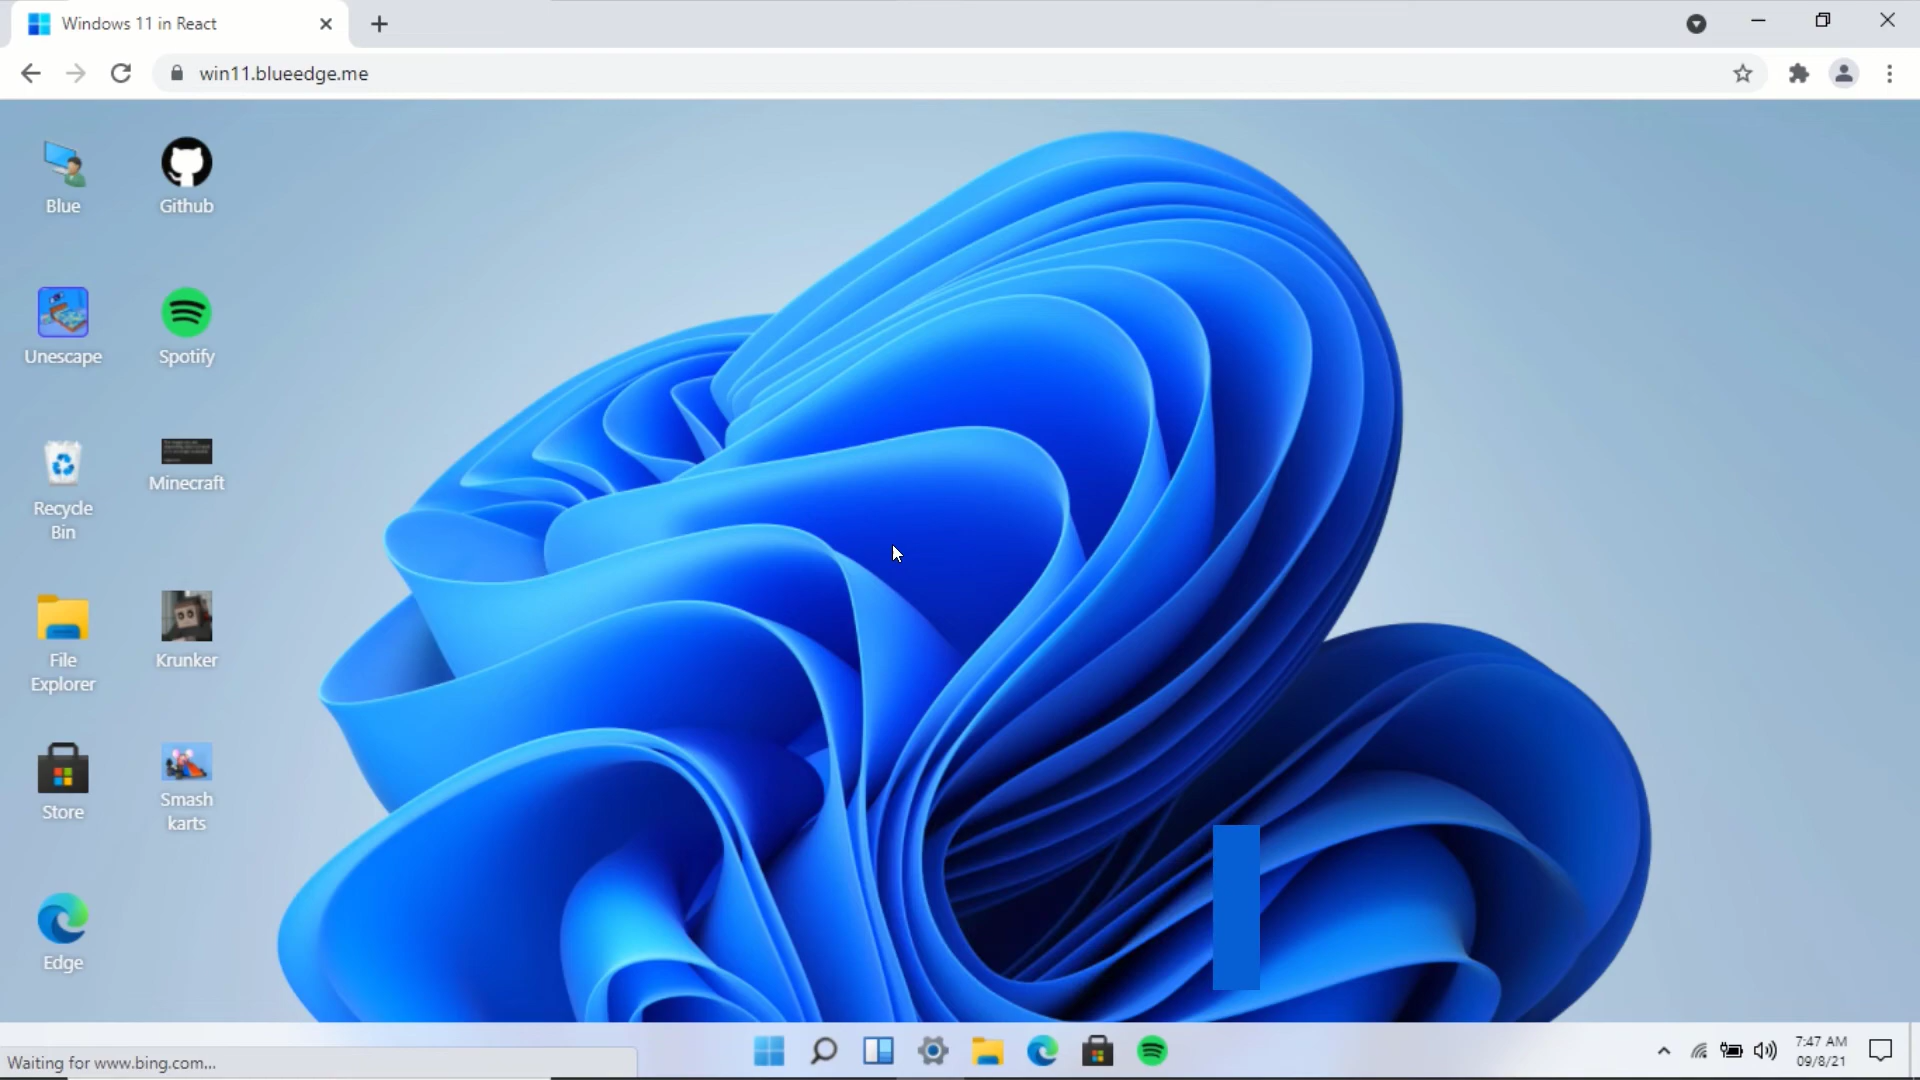 Windows 11 in React
win11.blueedge.me
Blue
Github
Unescape
Spotify
Recycle
Bin
Minecraft
File
Explorer
Krunker
Store
Smash
karts
Edge
Waiting for www.bing.com...
7:47 AM
09/8/21